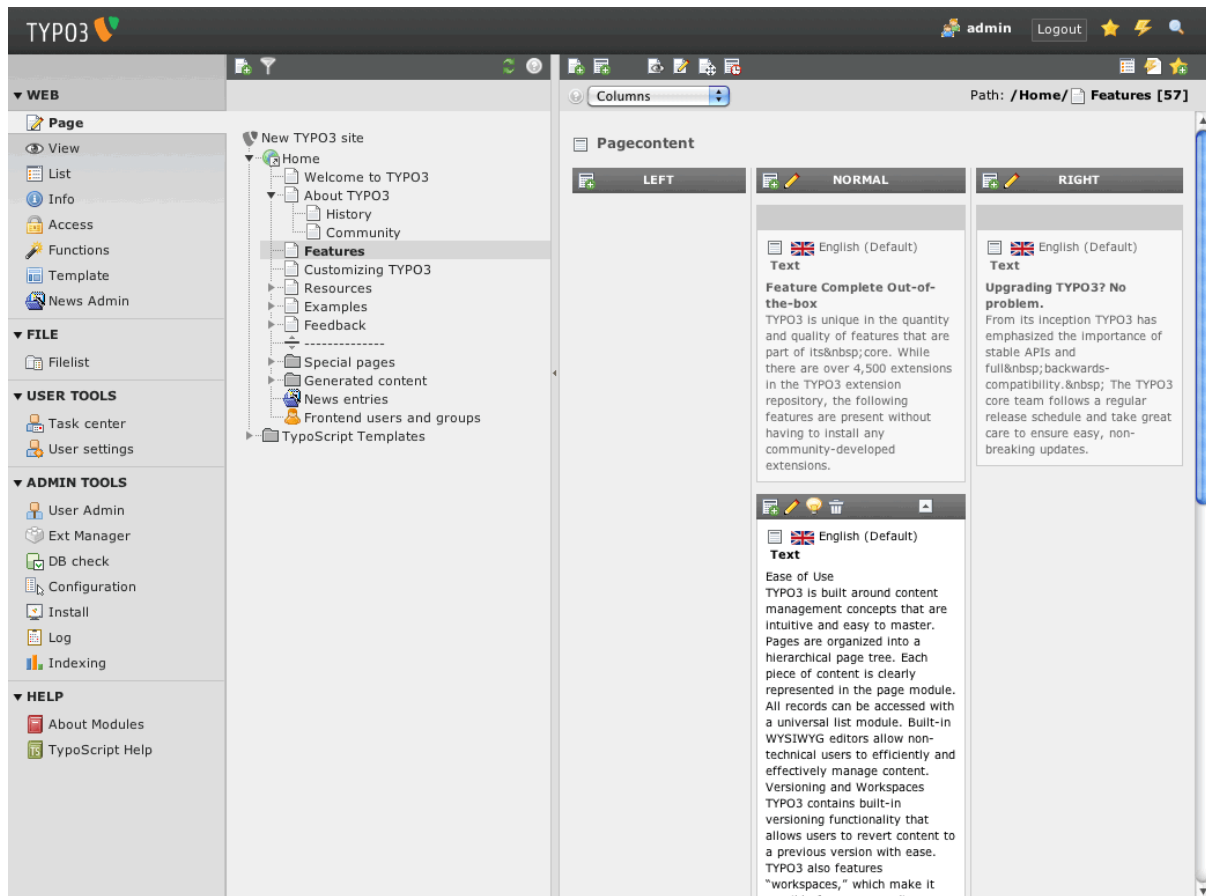 TYPO3
admin
Logout
WEB
Page
View
List
Info
Access
Functions
Template
News Admin
FILE
Filelist
USER TOOLS
Task center
User settings
ADMIN TOOLS
User Admin
Ext Manager
DB check
Configuration
Install
Log
Indexing
HELP
About Modules
TypoScript Help
New TYPO3 site
Home
Welcome to TYPO3
About TYPO3
History
Community
Features
Customizing TYPO3
Resources
Examples
Feedback
--------------
Special pages
Generated content
News entries
Frontend users and groups
TypoScript Templates
Columns
Path: /Home/ Features [57]
Pagecontent
LEFT
NORMAL
English (Default)
Text
Feature Complete Out-of-
the-box
TYPO3 is unique in the quantity
and quality of features that are
part of its&nbsp;core. While
there are over 4,500 extensions
in the TYPO3 extension
repository, the following
features are present without
having to install any
community-developed
extensions.
English (Default)
Text
Ease of Use
TYPO3 is built around content
management concepts that are
intuitive and easy to master.
Pages are organized into a
hierarchical page tree. Each
piece of content is clearly
represented in the page module.
All records can be accessed with
a universal list module. Built-in
WYSIWYG editors allow non-
technical users to efficiently and
effectively manage content.
Versioning and Workspaces
TYPO3 contains built-in
versioning functionality that
allows users to revert content to
a previous version with ease.
TYPO3 also features
"workspaces," which make it
RIGHT
English (Default)
Text
Upgrading TYPO3? No
problem.
From its inception TYPO3 has
emphasized the importance of
stable APIs and
full&nbsp;backwards-
compatibility.&nbsp; The TYPO3
core team follows a regular
release schedule and take great
care to ensure easy, non-
breaking updates.